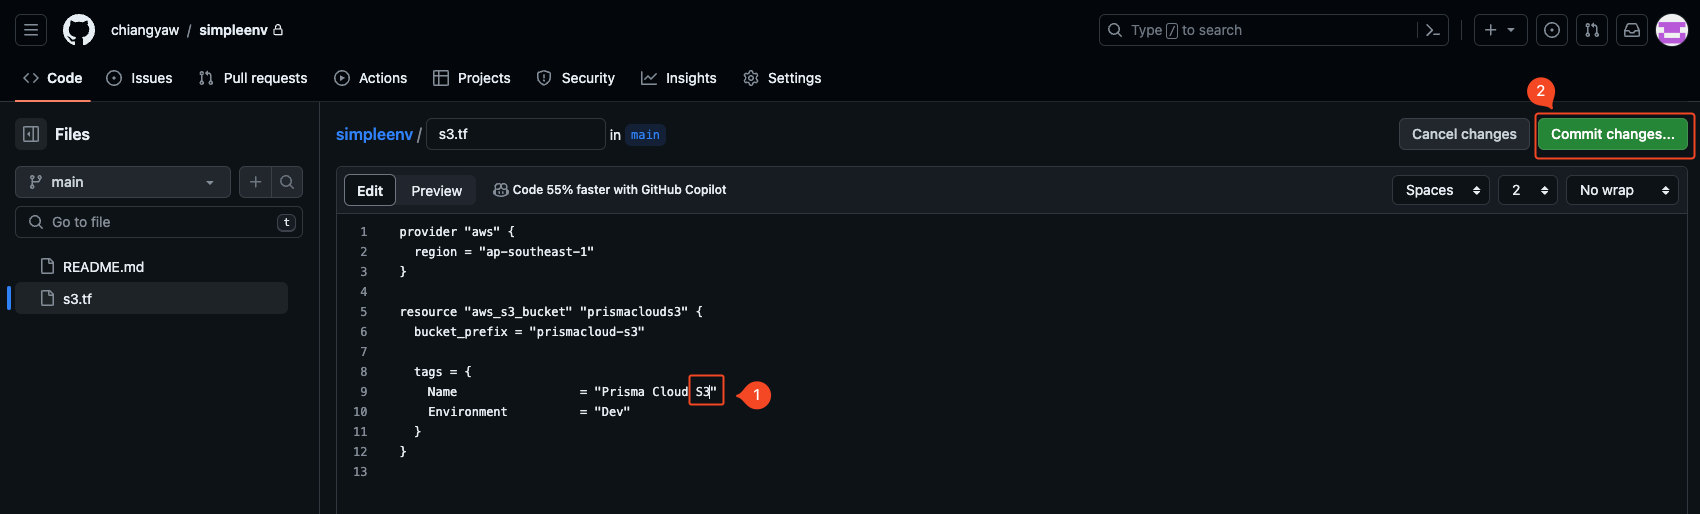 chiangyaw / simpleenv
Type / to search
Code
Issues
Pull requests
Actions
Projects
Security
Insights
Settings
2
Files
simpleenv / s3.tf in main
Cancel changes
Commit changes...
main
Edit
Preview
Code 55% faster with GitHub Copilot
Spaces
2
No wrap
Go to file
t
README.md
s3.tf
1 provider "aws" {
2   region = "ap-southeast-1"
3 }
4
5 resource "aws_s3_bucket" "prismaclouds3" {
6   bucket_prefix = "prismacloud-s3"
7
8   tags = {
9     Name                 = "Prisma Cloud S3"
1
10     Environment          = "Dev"
11   }
12 }
13